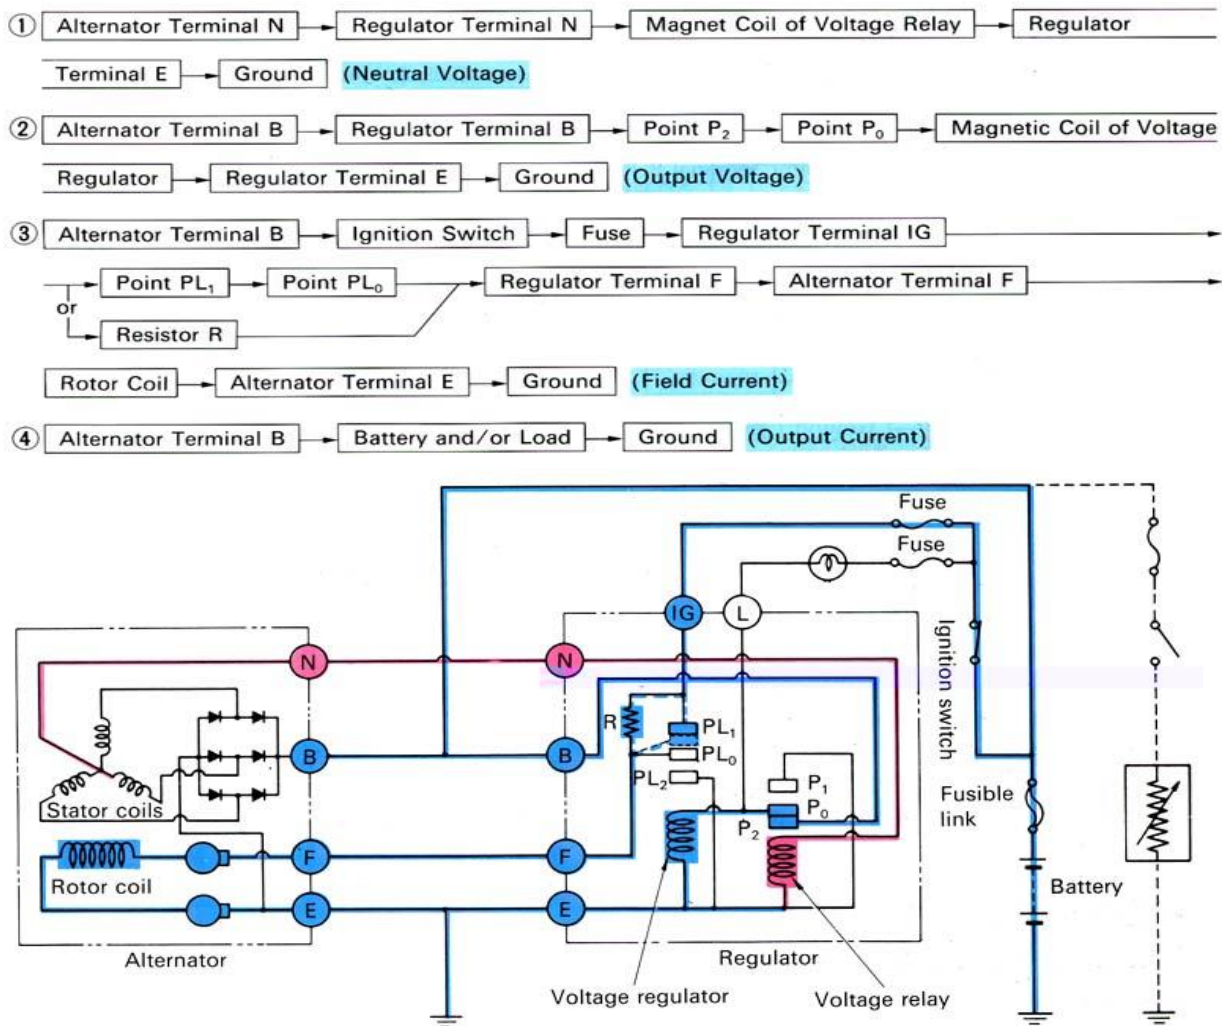 ① Alternator Terminal N Regulator Terminal N Magnet Coil of Voltage Relay Regulator
Terminal E Ground (Neutral Voltage)
② Alternator Terminal B Regulator Terminal B Point P₂ Point P₀ Magnetic Coil of Voltage
Regulator Regulator Terminal E Ground (Output Voltage)
③ Alternator Terminal B Ignition Switch Fuse Regulator Terminal IG
Point PL₁ Point PL₀ Regulator Terminal F Alternator Terminal F
or
Resistor R
Rotor Coil Alternator Terminal E Ground (Field Current)
④ Alternator Terminal B Battery and/or Load Ground (Output Current)
Fuse
Fuse
IG L
N N
Ignition switch
R PL₁
B B PL₀
PL₂ P₁
Stator coils P₀
P₂
Fusible
link
F F
Rotor coil
Battery
E E
Alternator Regulator
Voltage regulator Voltage relay